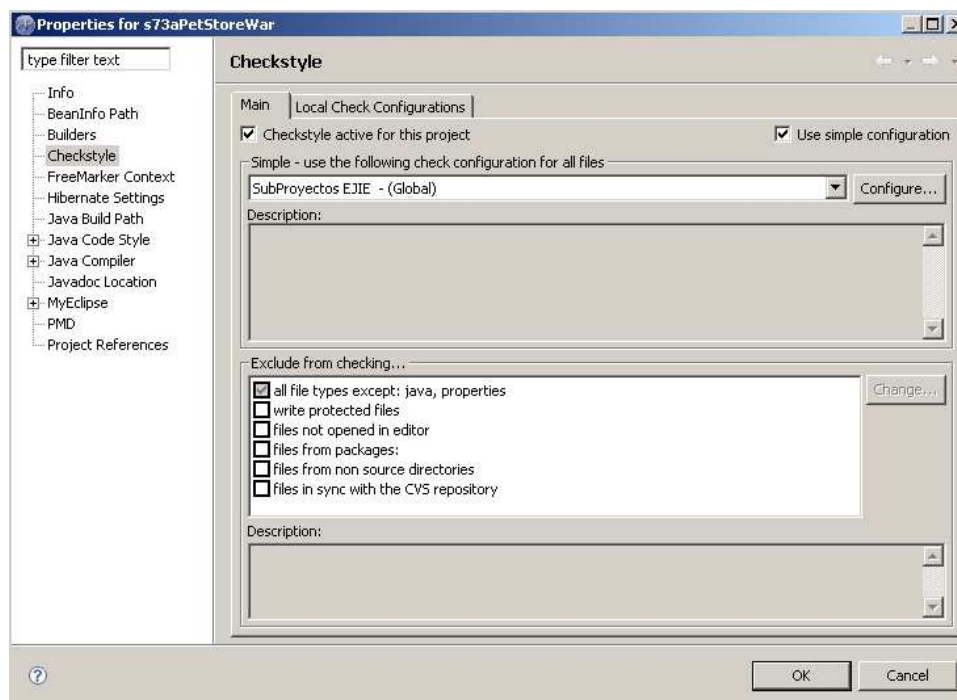 Properties for s73aPetStoreWar
type filter text
Info
BeanInfo Path
Builders
Checkstyle
FreeMarker Context
Hibernate Settings
Java Build Path
Java Code Style
Java Compiler
Javadoc Location
MyEclipse
PMD
Project References
Checkstyle
Main
Local Check Configurations
Checkstyle active for this project
Use simple configuration
Simple - use the following check configuration for all files
SubProyectos EJIE - (Global)
Configure...
Description:
Exclude from checking...
all file types except: java, properties
write protected files
files not opened in editor
files from packages:
files from non source directories
files in sync with the CVS repository
Change...
Description:
OK
Cancel